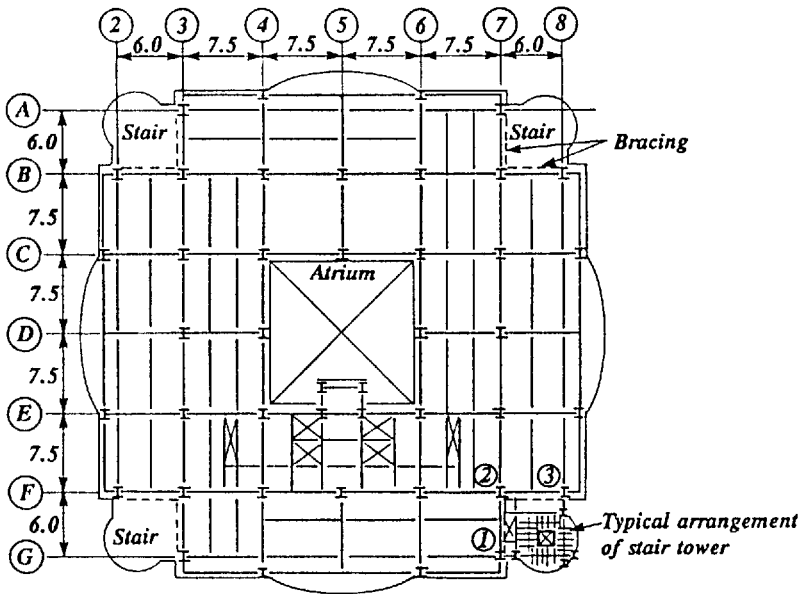 2 3 4 5 6 7 8
6.0 7.5 7.5 7.5 7.5 6.0
A
Stair Stair
6.0
Bracing
B
7.5
C
Atrium
7.5
D
7.5
E
7.5
2 3
F
6.0
Stair
1
Typical arrangement
of stair tower
G